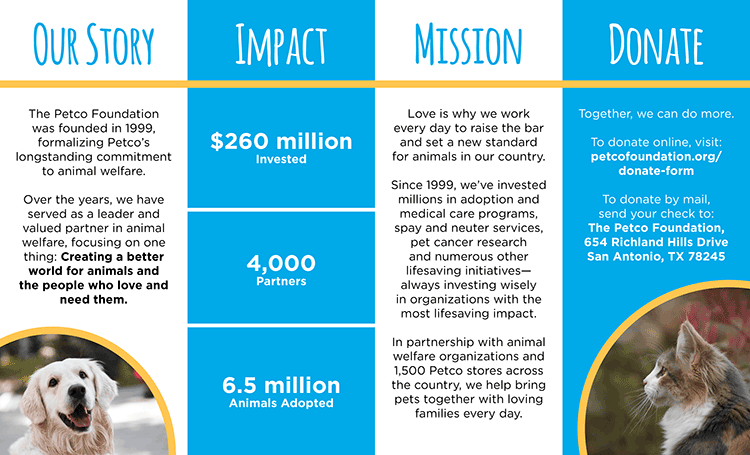 OUR STORY
The Petco Foundation
was founded in 1999,
formalizing Petco's
longstanding commitment
to animal welfare.
Over the years, we have
served as a leader and
valued partner in animal
welfare, focusing on one
thing: Creating a better
world for animals and
the people who love and
need them.
IMPACT
$260 million
Invested
4,000
Partners
6.5 million
Animals Adopted
MISSION
Love is why we work
every day to raise the bar
and set a new standard
for animals in our country.
Since 1999, we've invested
millions in adoption and
medical care programs,
spay and neuter services,
pet cancer research
and numerous other
lifesaving initiatives—
always investing wisely
in organizations with the
most lifesaving impact.
In partnership with animal
welfare organizations and
1,500 Petco stores across
the country, we help bring
pets together with loving
families every day.
DONATE
Together, we can do more.
To donate online, visit:
petcofoundation.org/
donate-form
To donate by mail,
send your check to:
The Petco Foundation,
654 Richland Hills Drive
San Antonio, TX 78245